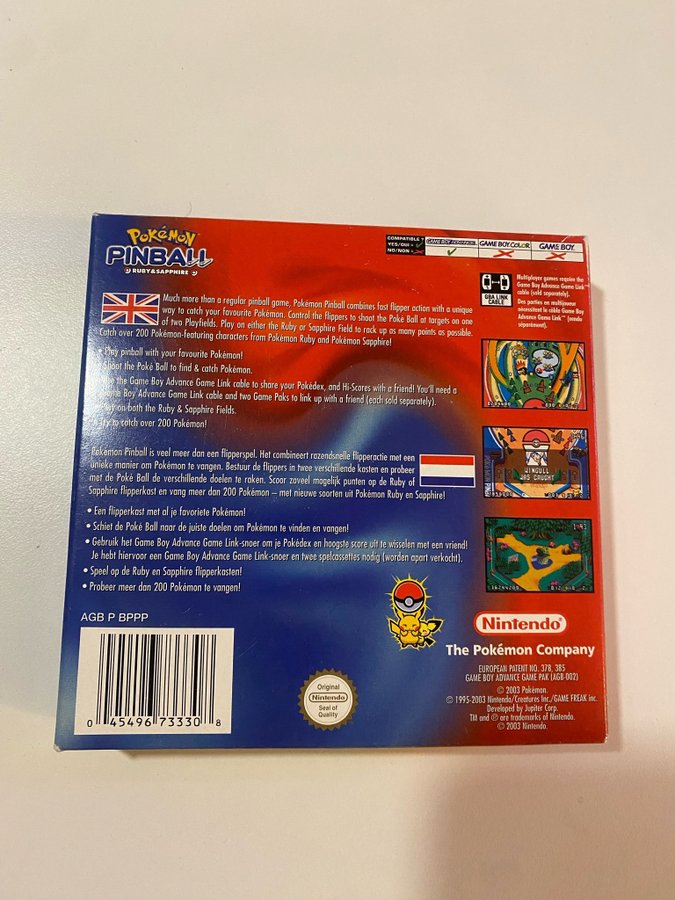 POKéMON
PINBALL
RUBY & SAPPHIRE
COMPATIBLE ?
YES/OUI =
NO/NON =
GAME BOY ADVANCE
GAME BOY COLOR
GAME BOY
GBA LINK
CABLE
Multiplayer games require the
Game Boy Advance Game Link
cable (sold separately).
Des parties en multijoueur
nécessitent le câble Game Boy
Advance Game Link™ (vendu
séparément).
Much more than a regular pinball game, Pokémon Pinball combines fast flipper action with a unique
way to catch your favourite Pokémon. Control the flippers to shoot the Poké Ball at targets on one
of two Playfields. Play on either the Ruby or Sapphire Field to rack up as many points as possible.
Catch over 200 Pokémon-featuring characters from Pokémon Ruby and Pokémon Sapphire!
• Play pinball with your favourite Pokémon!
• Shoot the Poké Ball to find & catch Pokémon.
the Game Boy Advance Game Link cable to share your Pokédex, and Hi-Scores with a friend! You'll need a
Boy Advance Game Link cable and two Game Paks to link up with a friend (each sold separately).
on both the Ruby & Sapphire Fields.
• Try to catch over 200 Pokémon!
Pokémon Pinball is veel meer dan een flipperspel. Het combineert razendsnelle flipperactie met een
unieke manier om Pokémon te vangen. Bestuur de flippers in twee verschillende kasten en probeer
met de Poké Ball de verschillende doelen te raken. Scoor zoveel mogelijk punten op de Ruby of
Sapphire flipperkast en vang meer dan 200 Pokémon – met nieuwe soorten uit Pokémon Ruby en Sapphire!
• Een flipperkast met al je favoriete Pokémon!
• Schiet de Poké Ball naar de juiste doelen om Pokémon te vinden en vangen!
• Gebruik het Game Boy Advance Game Link-snoer om je Pokédex en hoogste score uit te wisselen met een vriend!
Je hebt hiervoor een Game Boy Advance Game Link-snoer en twee spelcassettes nodig (worden apart verkocht).
• Speel op de Ruby en Sapphire flipperkasten!
• Probeer meer dan 200 Pokémon te vangen!
WINGULL
WAS CAUGHT
AGB P BPPP
0 45496 73330 8
Original
Nintendo
Seal of
Quality
Nintendo®
The Pokémon Company
EUROPEAN PATENT NO. 378, 385
GAME BOY ADVANCE GAME PAK (AGB-002)
© 2003 Pokémon.
© 1995-2003 Nintendo/Creatures Inc./GAME FREAK inc.
Developed by Jupiter Corp.
TM and ® are trademarks of Nintendo.
© 2003 Nintendo.